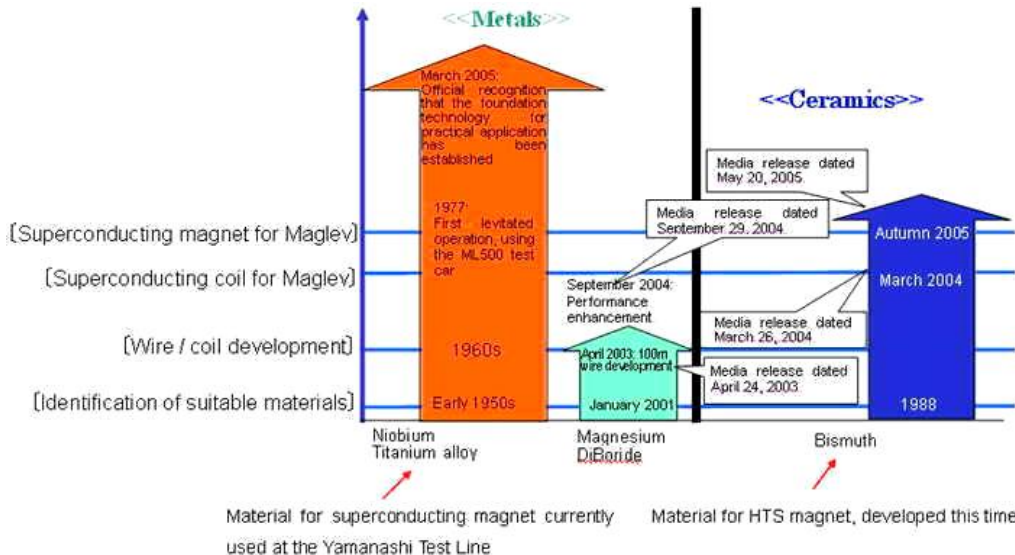 <<Metals>>
March 2005:
Official recognition
that the foundation
technology for
practical application
has been
established
<<Ceramics>>
Media release dated
May 20, 2005.
1977:
First levitated
operation, using
the ML500 test
car
Media release dated
September 29, 2004.
[Superconducting magnet for Maglev]
Autumn 2005
[Superconducting coil for Maglev]
March 2004
September 2004:
Performance
enhancement
Media release dated
March 26, 2004.
[Wire / coil development]
1960s
April 2003: 100m
wire development
Media release dated
April 24, 2003.
[Identification of suitable materials]
Early 1950s
January 2001
1988
Niobium
Titanium alloy
Magnesium
DiBoride
Bismuth
Material for superconducting magnet currently
used at the Yamanashi Test Line
Material for HTS magnet, developed this time